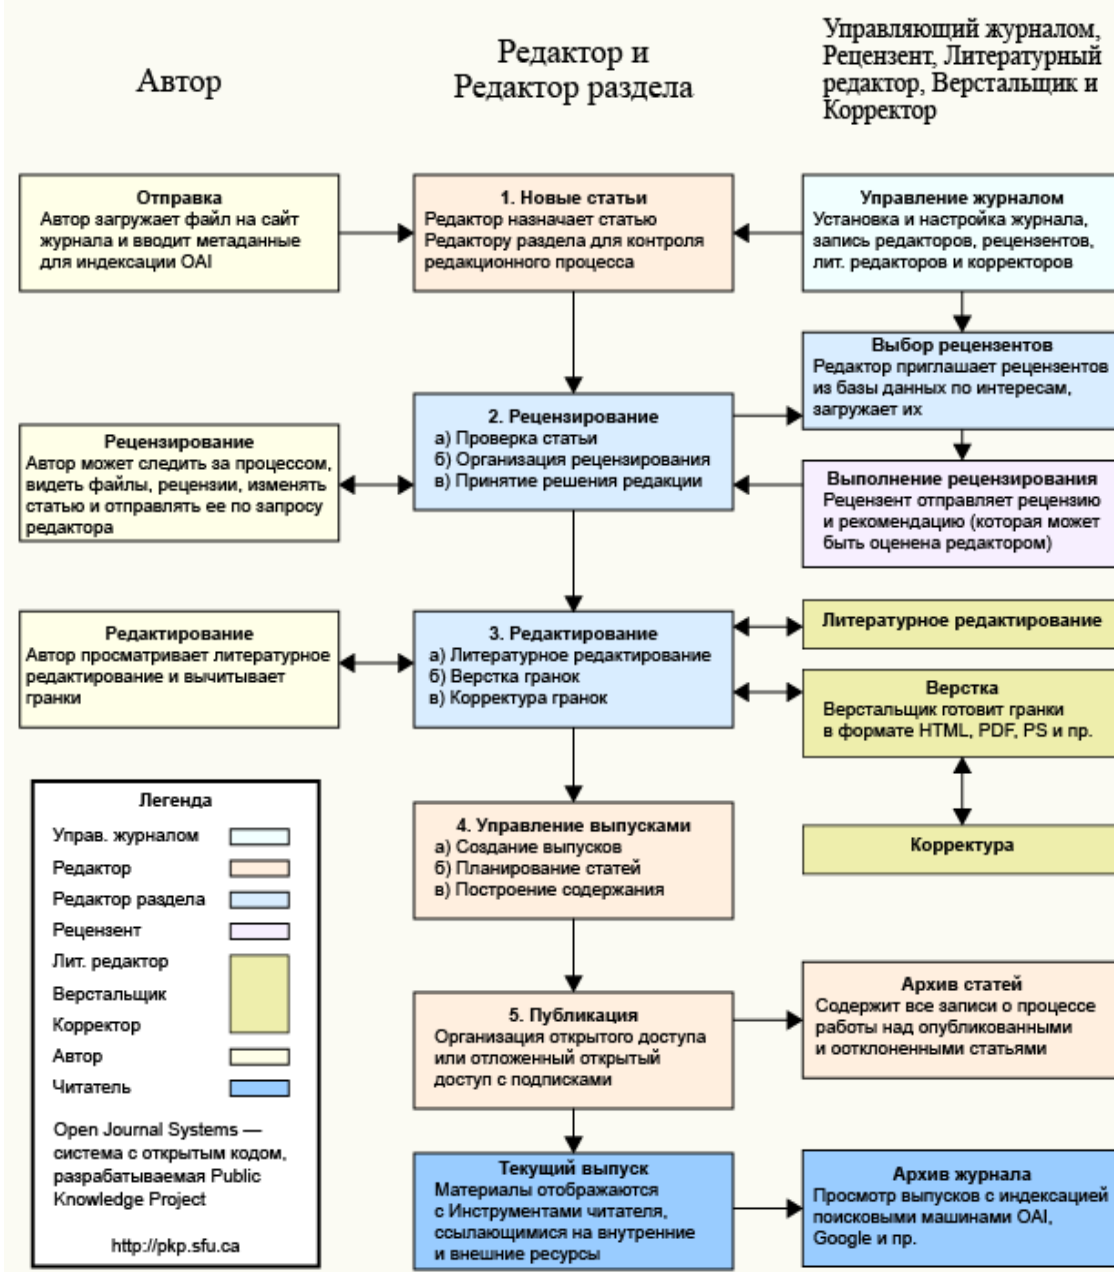 Автор
Редактор и
Редактор раздела
Управляющий журналом,
Рецензент, Литературный
редактор, Верстальщик и
Корректор
Отправка
Автор загружает файл на сайт
журнала и вводит метаданные
для индексации OAI
1. Новые статьи
Редактор назначает статью
Редактору раздела для контроля
редакционного процесса
Управление журналом
Установка и настройка журнала,
запись редакторов, рецензентов,
лит. редакторов и корректоров
Выбор рецензентов
Редактор приглашает рецензентов
из базы данных по интересам,
загружает их
2. Рецензирование
а) Проверка статьи
б) Организация рецензирования
в) Принятие решения редакции
Рецензирование
Автор может следить за процессом,
видеть файлы, рецензии, изменять
статью и отправлять ее по запросу
редактора
Выполнение рецензирования
Рецензент отправляет рецензию
и рекомендацию (которая может
быть оценена редактором)
Редактирование
Автор просматривает литературное
редактирование и вычитывает
гранки
3. Редактирование
а) Литературное редактирование
б) Верстка гранок
в) Корректура гранок
Литературное редактирование
Верстка
Верстальщик готовит гранки
в формате HTML, PDF, PS и пр.
Корректура
4. Управление выпусками
а) Создание выпусков
б) Планирование статей
в) Построение содержания
5. Публикация
Организация открытого доступа
или отложенный открытый
доступ с подписками
Архив статей
Содержит все записи о процессе
работы над опубликованными
и оотклоненными статьями
Текущий выпуск
Материалы отображаются
с Инструментами читателя,
ссылающимися на внутренние
и внешние ресурсы
Архив журнала
Просмотр выпусков с индексацией
поисковыми машинами OAI,
Google и пр.
Легенда
Управ. журналом
Редактор
Редактор раздела
Рецензент
Лит. редактор
Верстальщик
Корректор
Автор
Читатель
Open Journal Systems —
система с открытым кодом,
разрабатываемая Public
Knowledge Project
http://pkp.sfu.ca